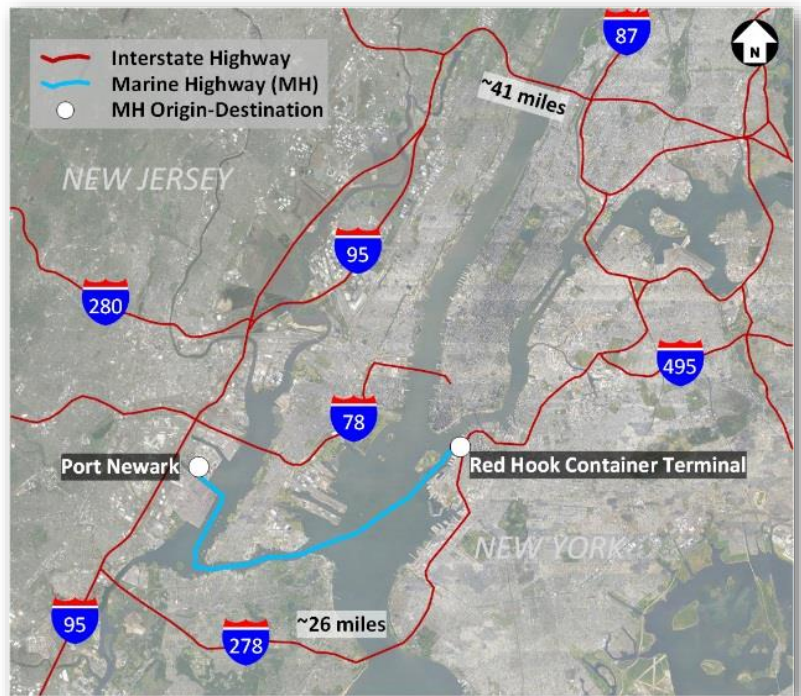 Interstate Highway
Marine Highway (MH)
MH Origin-Destination
87
N
~41 miles
NEW JERSEY
95
280
495
78
Port Newark
Red Hook Container Terminal
NEW YORK
~26 miles
95
278